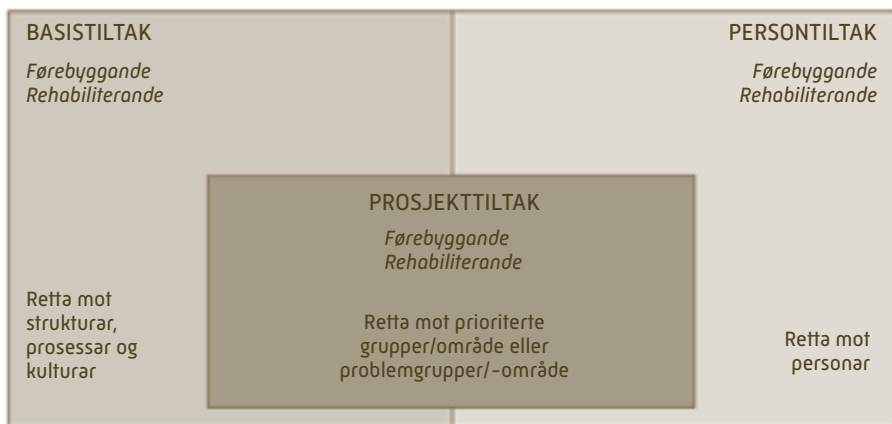 BASISTILTAK
Førebyggande
Rehabiliterande
Retta mot
strukturar,
prosessar og
kulturar
PROSJEKTTILTAK
Førebyggande
Rehabiliterande
Retta mot prioriterte
grupper/område eller
problemgrupper/-område
PERSONTILTAK
Førebyggande
Rehabiliterande
Retta mot
personar